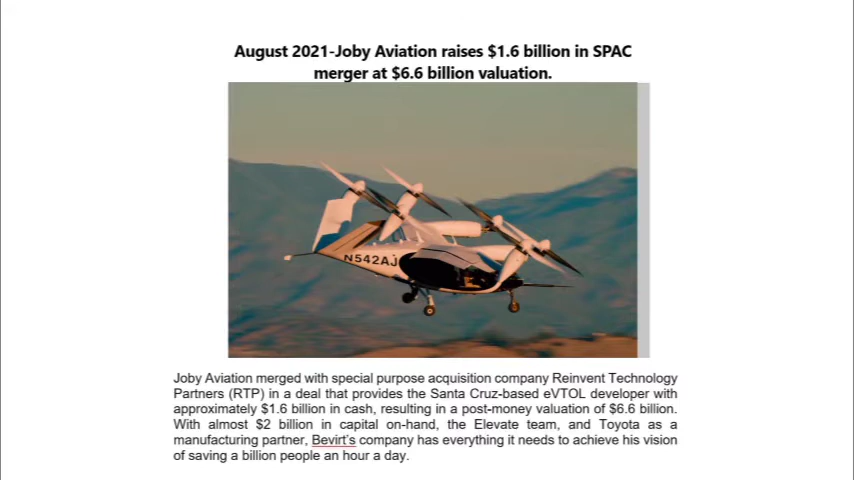 August 2021-Joby Aviation raises $1.6 billion in SPAC
merger at $6.6 billion valuation.
N542AJ
Joby Aviation merged with special purpose acquisition company Reinvent Technology
Partners (RTP) in a deal that provides the Santa Cruz-based eVTOL developer with
approximately $1.6 billion in cash, resulting in a post-money valuation of $6.6 billion.
With almost $2 billion in capital on-hand, the Elevate team, and Toyota as a
manufacturing partner, Bevirt's company has everything it needs to achieve his vision
of saving a billion people an hour a day.